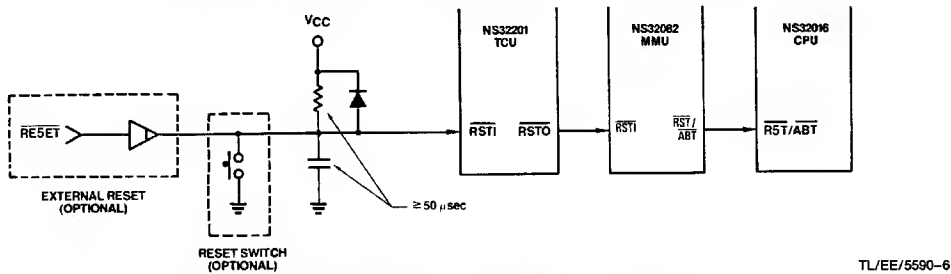 VCC
NS32201
TCU
NS32082
MMU
NS32016
CPU
RESET
RSTI
RSTO
RSTI
RST/
ABT
RST/ABT
EXTERNAL RESET
(OPTIONAL)
≥ 50 μsec
RESET SWITCH
(OPTIONAL)
TL/EE/5590-6